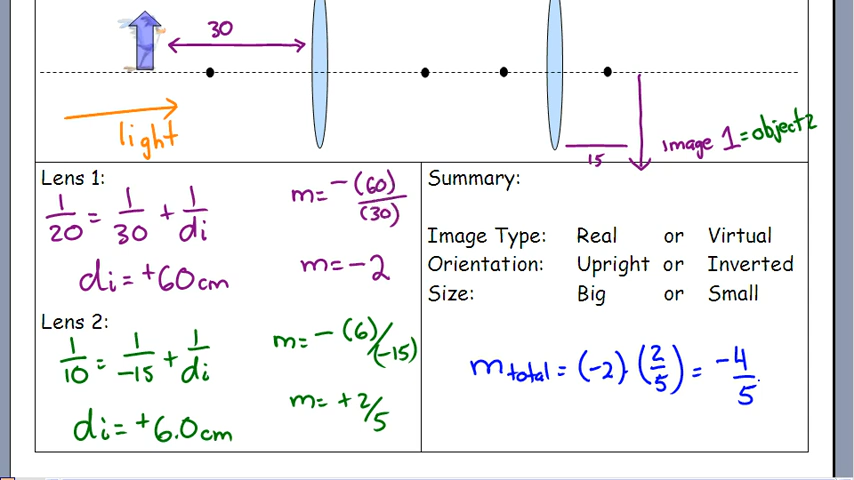 30
light
15
Image 1 = object 2
Lens 1:
1/20 = 1/30 + 1/di
m = -(60)/(30)
di = +60cm
m = -2
Lens 2:
1/10 = 1/-15 + 1/di
m = -(6)/(-15)
di = +6.0cm
m = +2/5
Summary:
Image Type: Real or Virtual
Orientation: Upright or Inverted
Size: Big or Small
m total = (-2)·(2/5) = -4/5